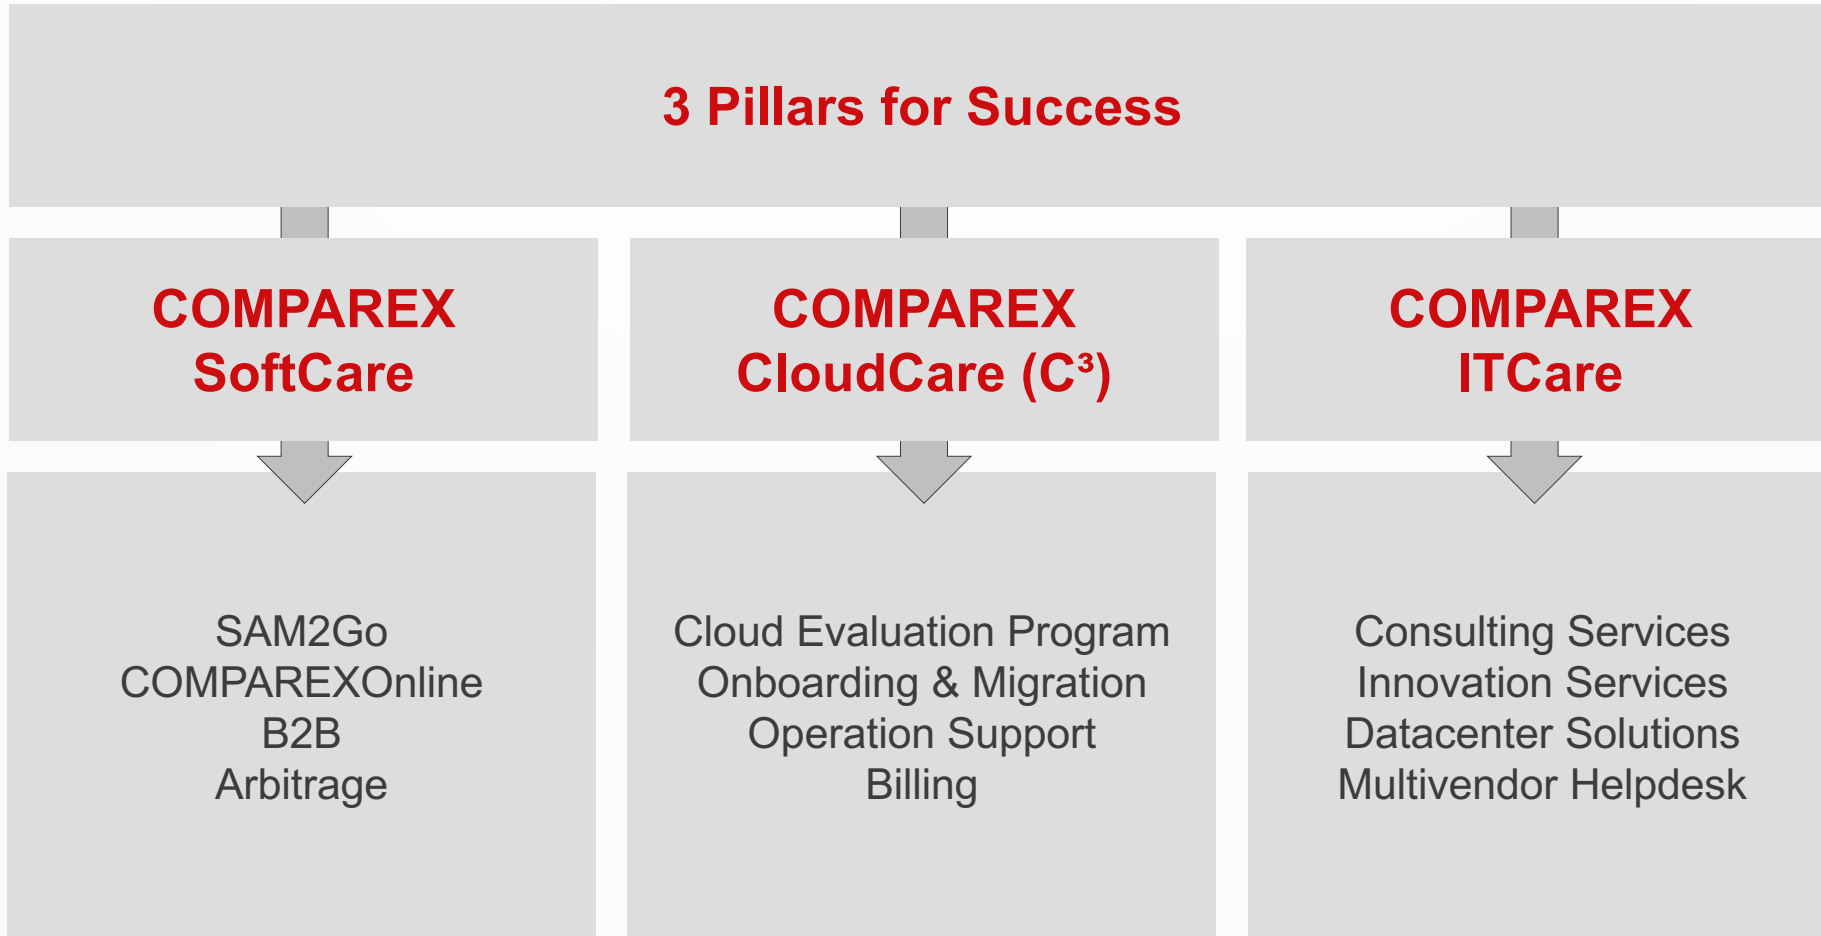 3 Pillars for Success
COMPAREX
SoftCare
COMPAREX
CloudCare (C³)
COMPAREX
ITCare
SAM2Go
COMPAREXOnline
B2B
Arbitrage
Cloud Evaluation Program
Onboarding & Migration
Operation Support
Billing
Consulting Services
Innovation Services
Datacenter Solutions
Multivendor Helpdesk